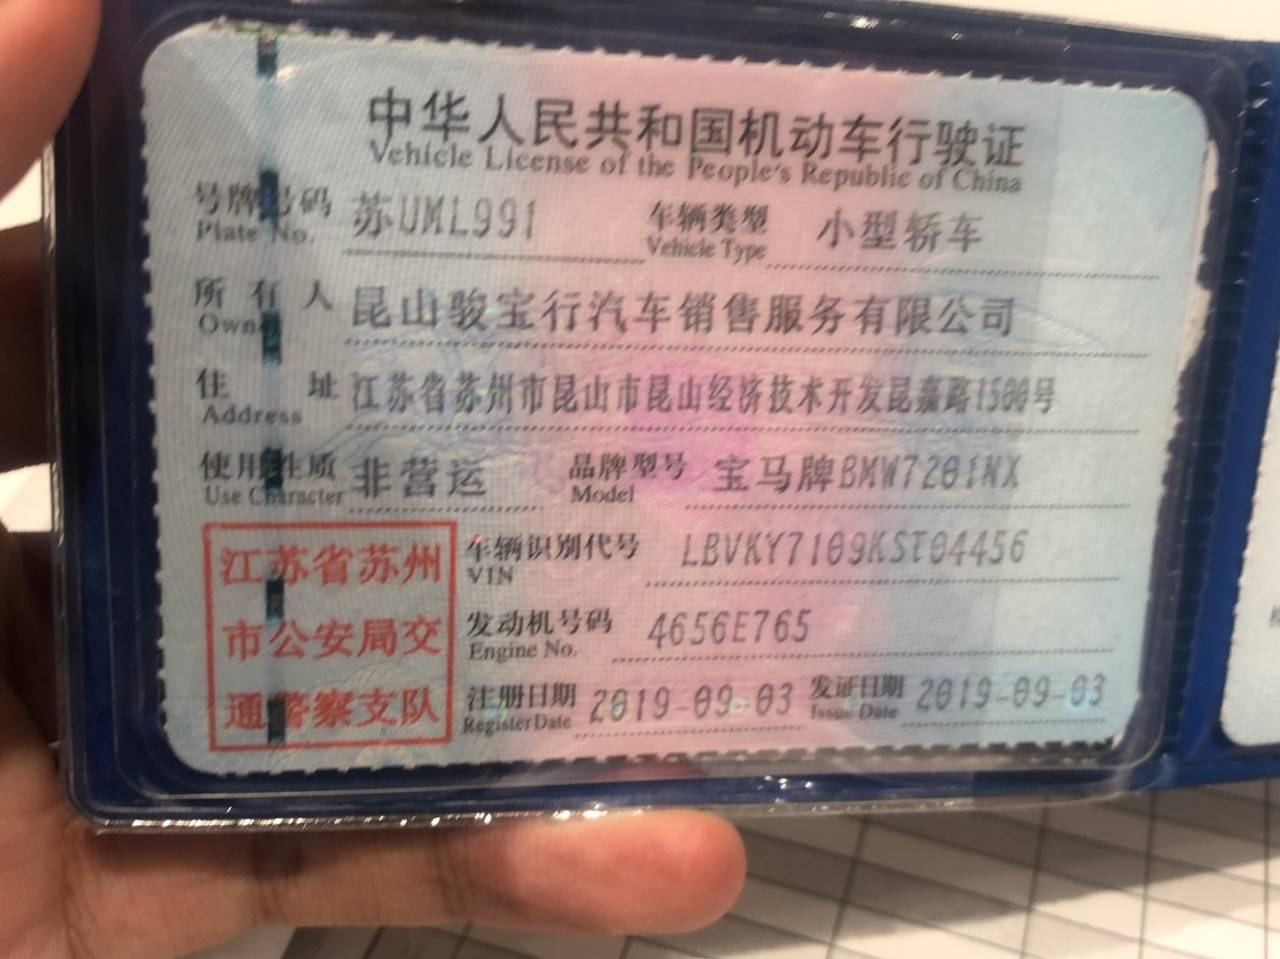 中华人民共和国机动车行驶证
Vehicle License of the People's Republic of China
号牌号码 苏UML991 车辆类型 小型轿车
Plate No. Vehicle Type
所有人 昆山骏宝行汽车销售服务有限公司
Owner
住址 江苏省苏州市昆山市昆山经济技术开发昆嘉路1500号
Address
使用性质 非营运 品牌型号 宝马牌BMW7201NX
Use Character Model
江苏省苏州
市公安局交
通警察支队
车辆识别代号 LBVKY7109KST04456
VIN
发动机号码 4656E765
Engine No.
注册日期 2019-09-03 发证日期 2019-09-03
Register Date Issue Date